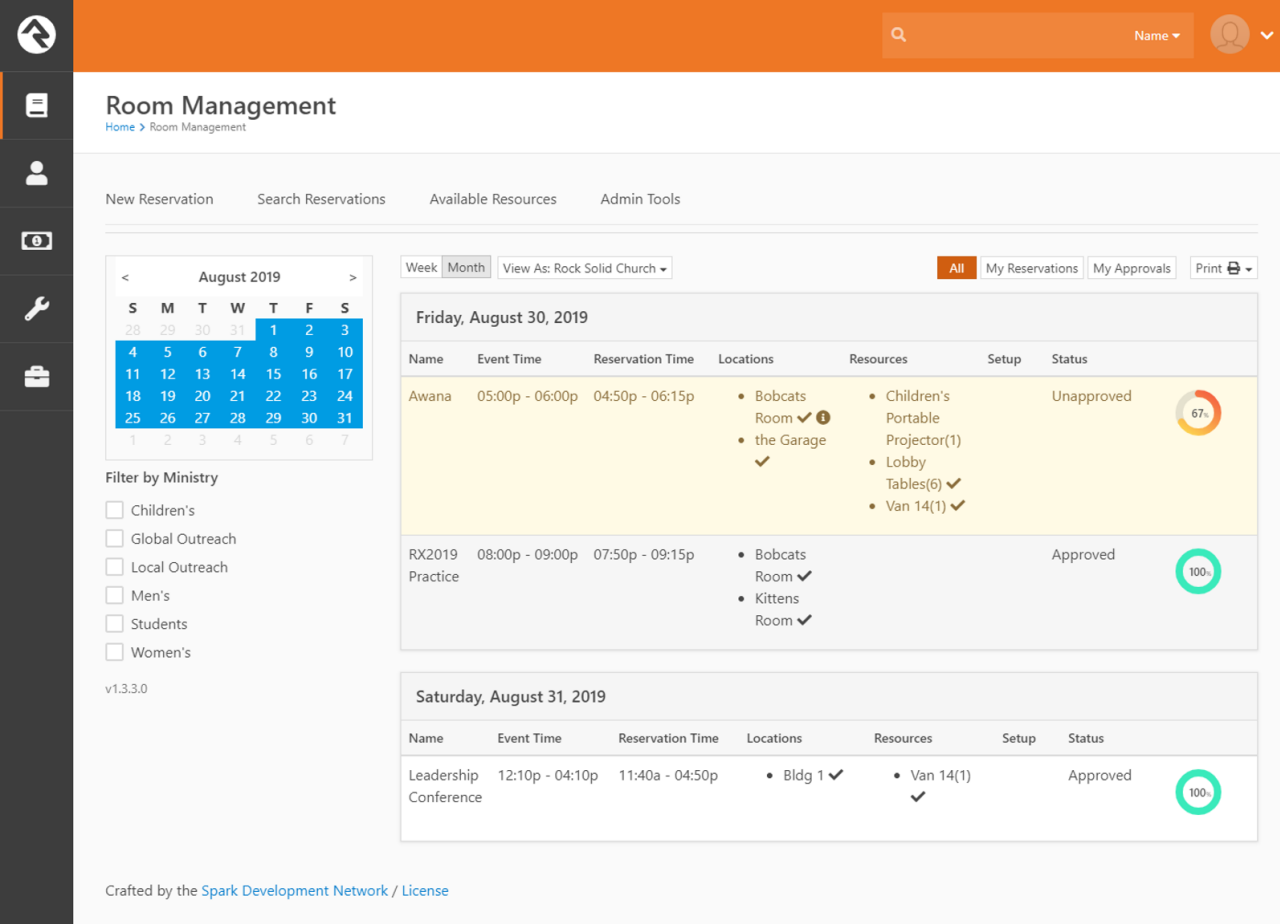 Name
Room Management
Home > Room Management
New Reservation Search Reservations Available Resources Admin Tools
< August 2019 >
S M T W T F S
28 29 30 31 1 2 3
4 5 6 7 8 9 10
11 12 13 14 15 16 17
18 19 20 21 22 23 24
25 26 27 28 29 30 31
1 2 3 4 5 6 7
Filter by Ministry
Children's
Global Outreach
Local Outreach
Men's
Students
Women's
v1.3.3.0
Week Month View As: Rock Solid Church All My Reservations My Approvals Print
Friday, August 30, 2019
Name Event Time Reservation Time Locations Resources Setup Status
Awana 05:00p - 06:00p 04:50p - 06:15p • Bobcats • Children's Unapproved
Room ✔ Portable 67%
• the Garage Projector(1)
✔ • Lobby
Tables(6) ✔
• Van 14(1) ✔
RX2019 08:00p - 09:00p 07:50p - 09:15p • Bobcats Approved
Practice Room ✔ 100%
• Kittens
Room ✔
Saturday, August 31, 2019
Name Event Time Reservation Time Locations Resources Setup Status
Leadership 12:10p - 04:10p 11:40a - 04:50p • Bldg 1 ✔ • Van 14(1) Approved
Conference ✔ 100%
Crafted by the Spark Development Network / License